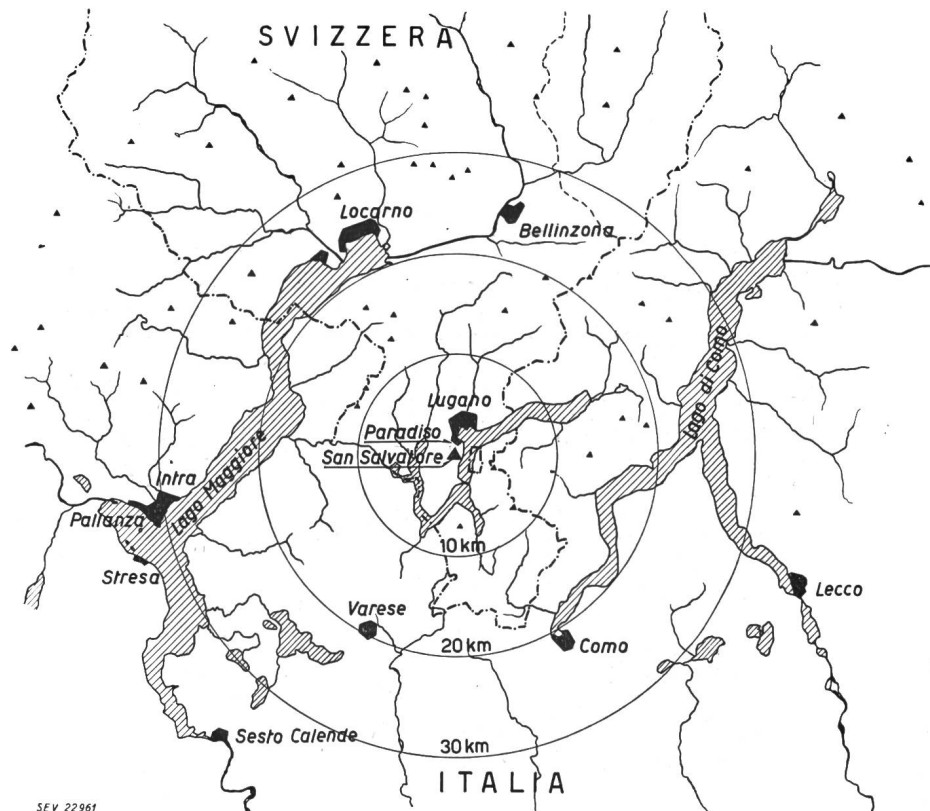 SVIZZERA
Locarno
Bellinzona
Lago di Como
Lugano
Paradiso
San Salvatore
Lago Maggiore
Intra
Pallanza
10 km
Stresa
Lecco
Varese
20 km
Como
Sesto Calende
30 km
ITALIA
SEV 22961